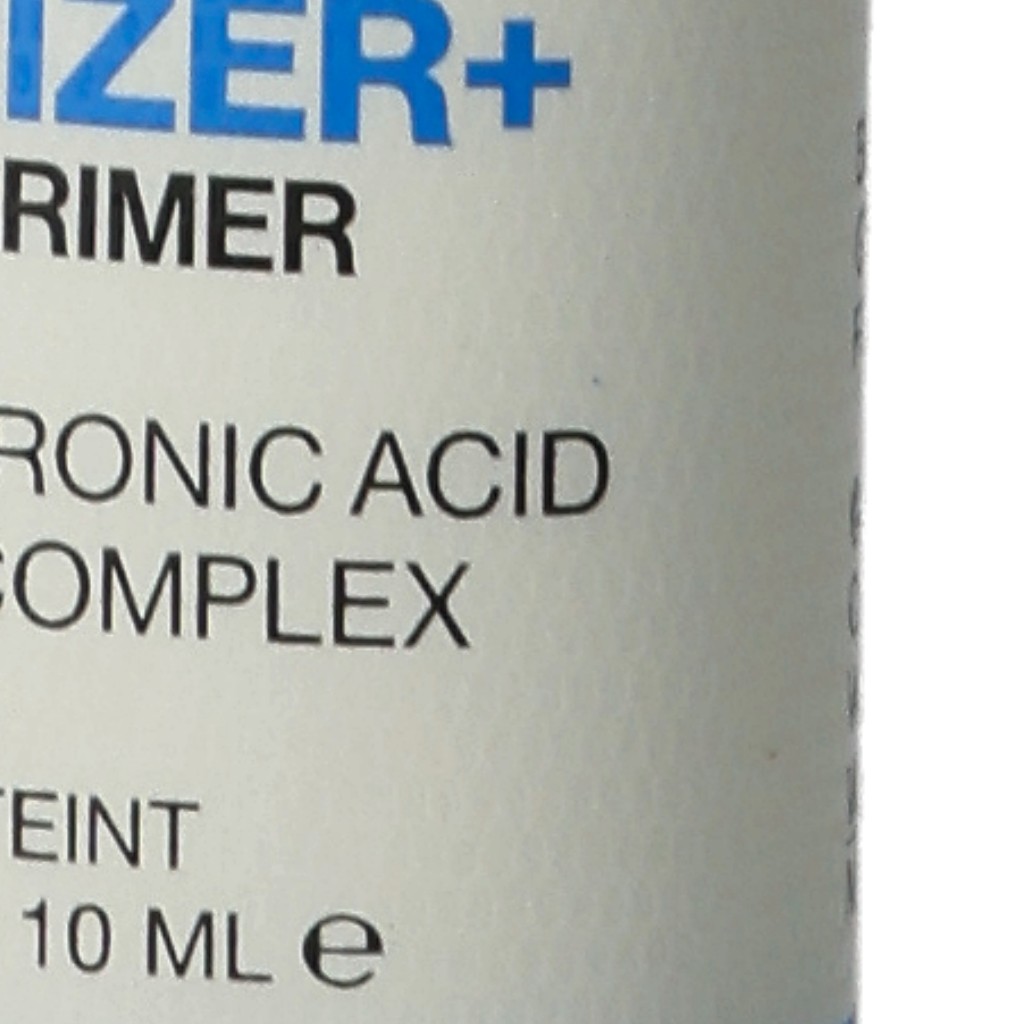 IZER+
RIMER
RONIC ACID
COMPLEX
TEINT
10 ML ℮